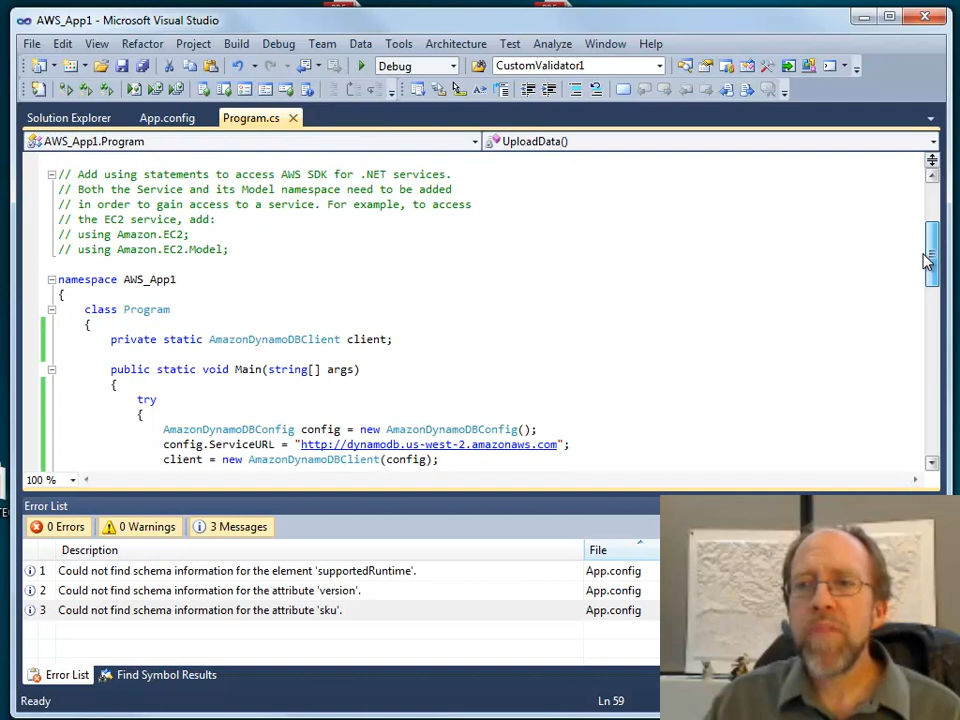 AWS_App1 - Microsoft Visual Studio
File Edit View Refactor Project Build Debug Team Data Tools Architecture Test Analyze Window Help
Debug CustomValidator1
Solution Explorer App.config Program.cs
AWS_App1.Program UploadData()
// Add using statements to access AWS SDK for .NET services.
// Both the Service and its Model namespace need to be added
// in order to gain access to a service. For example, to access
// the EC2 service, add:
// using Amazon.EC2;
// using Amazon.EC2.Model;
namespace AWS_App1
{
class Program
{
private static AmazonDynamoDBClient client;
public static void Main(string[] args)
{
try
{
AmazonDynamoDBConfig config = new AmazonDynamoDBConfig();
config.ServiceURL = "http://dynamodb.us-west-2.amazonaws.com";
client = new AmazonDynamoDBClient(config);
100 %
Error List
0 Errors 0 Warnings 3 Messages
Description File
1 Could not find schema information for the element 'supportedRuntime'. App.config
2 Could not find schema information for the attribute 'version'. App.config
3 Could not find schema information for the attribute 'sku'. App.config
Error List Find Symbol Results
Ready Ln 59